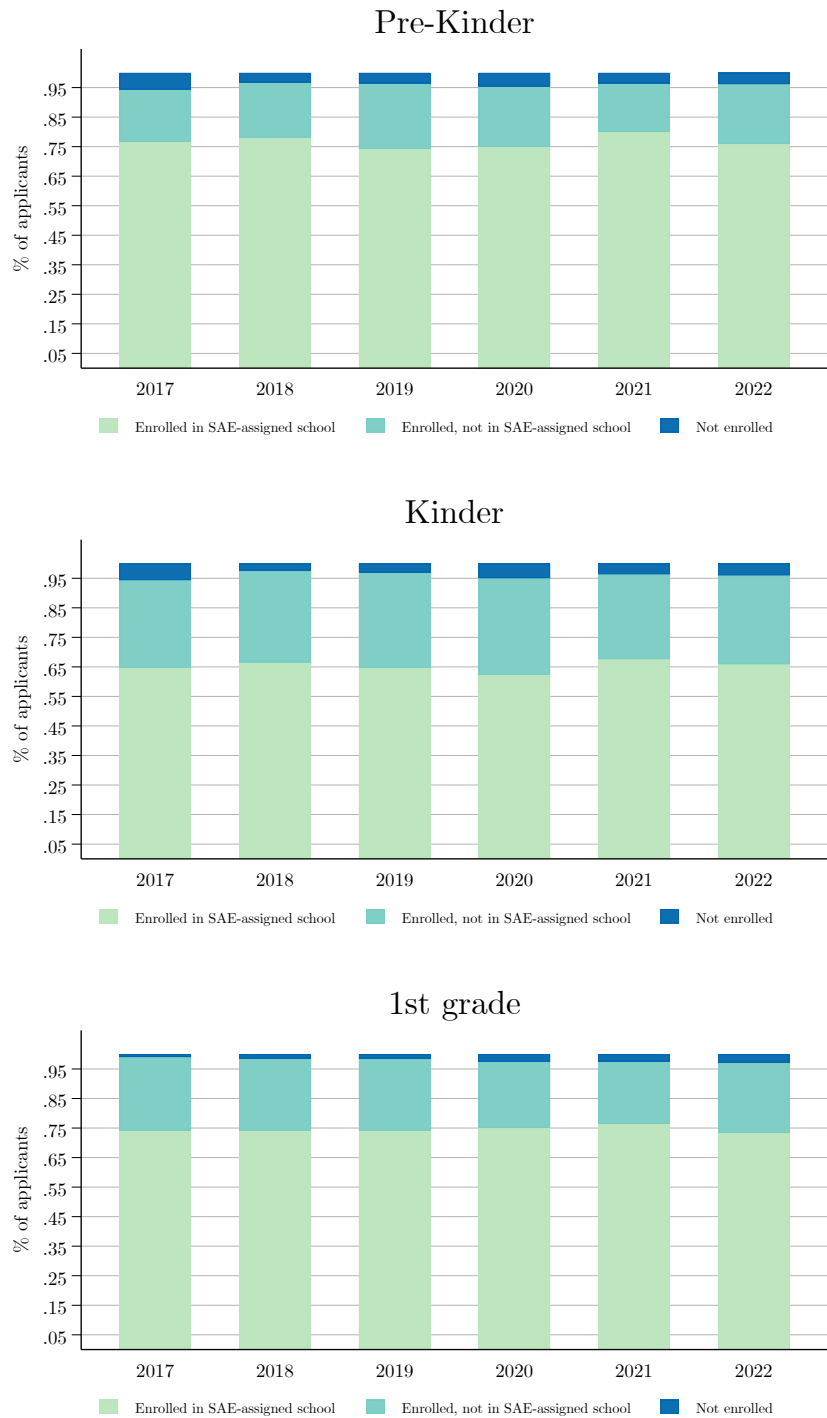 Pre-Kinder
% of applicants
.95
.85
.75
.65
.55
.45
.35
.25
.15
.05
2017 2018 2019 2020 2021 2022
Enrolled in SAE-assigned school Enrolled, not in SAE-assigned school Not enrolled
Kinder
% of applicants
.95
.85
.75
.65
.55
.45
.35
.25
.15
.05
2017 2018 2019 2020 2021 2022
Enrolled in SAE-assigned school Enrolled, not in SAE-assigned school Not enrolled
1st grade
% of applicants
.95
.85
.75
.65
.55
.45
.35
.25
.15
.05
2017 2018 2019 2020 2021 2022
Enrolled in SAE-assigned school Enrolled, not in SAE-assigned school Not enrolled